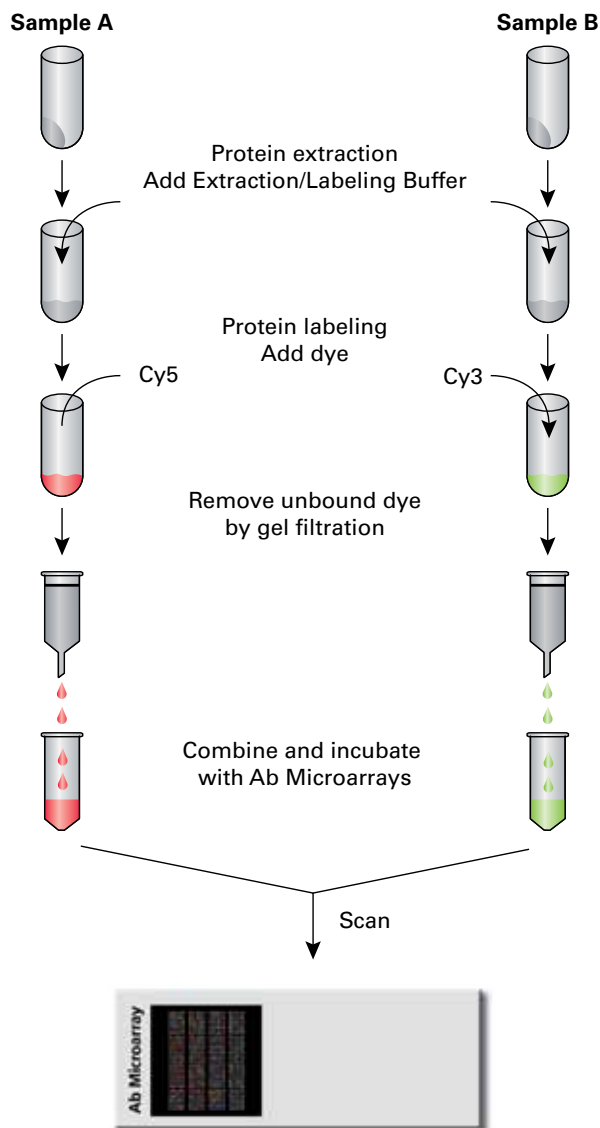 Sample A
Sample B
Protein extraction
Add Extraction/Labeling Buffer
Protein labeling
Add dye
Cy5
Cy3
Remove unbound dye
by gel filtration
Combine and incubate
with Ab Microarrays
Scan
Ab Microarray